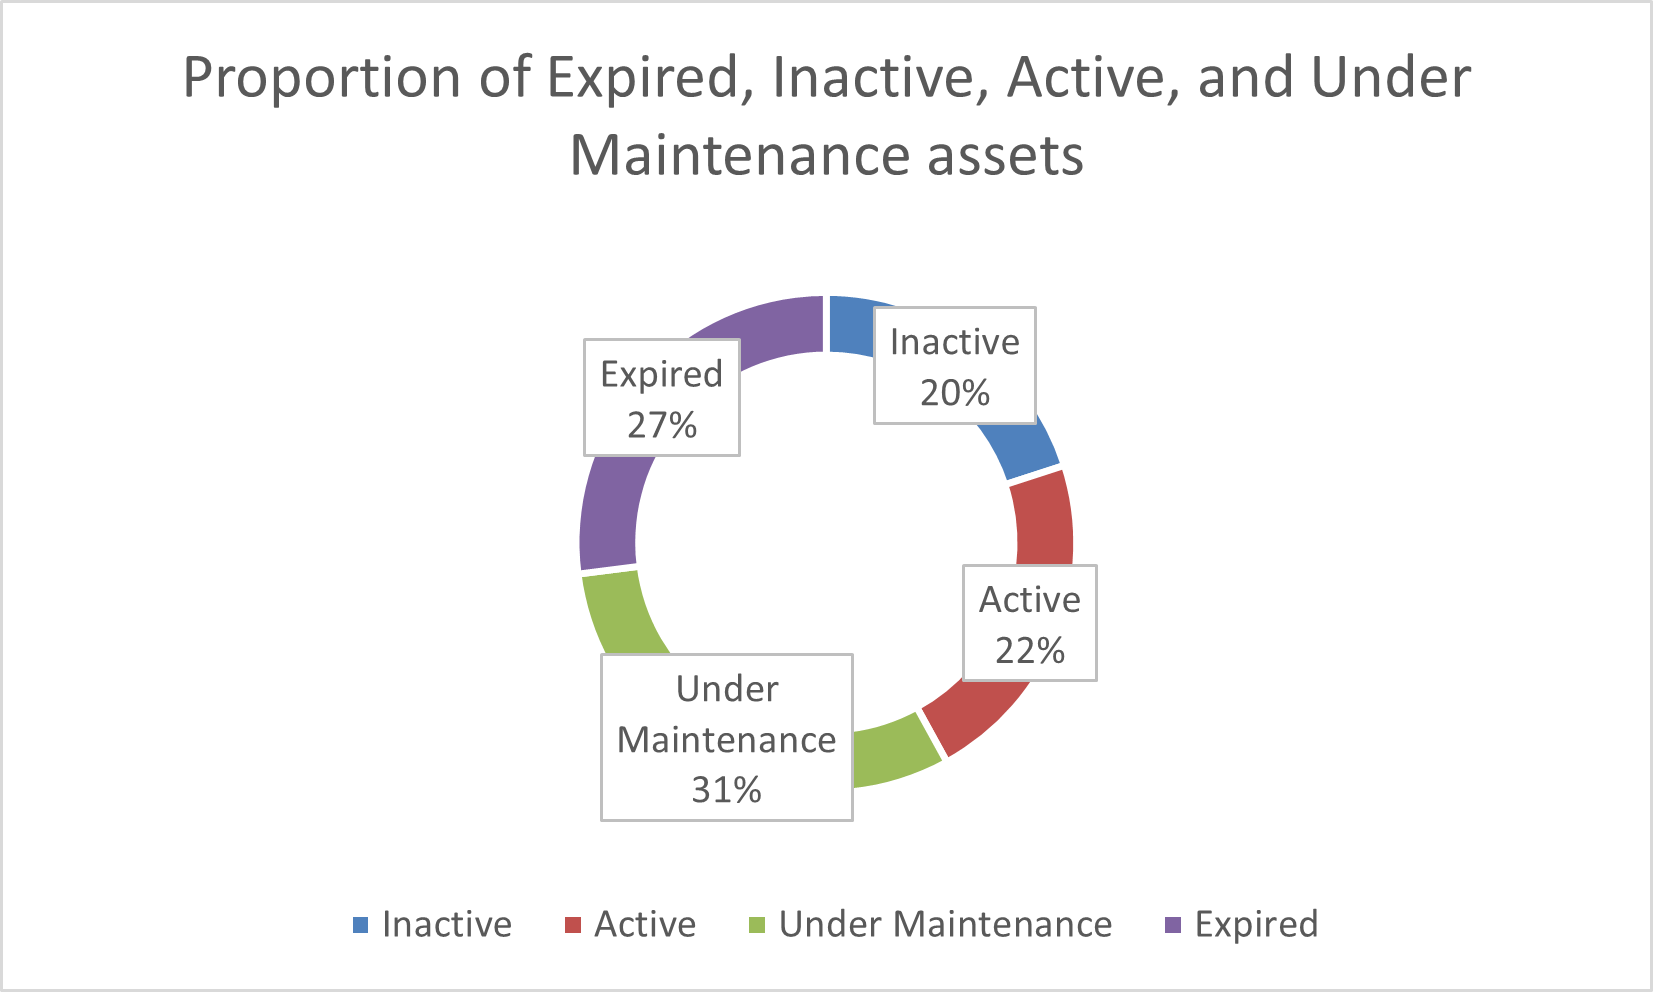 Proportion of Expired, Inactive, Active, and Under
Maintenance assets
Inactive
20%
Expired
27%
Active
22%
Under
Maintenance
31%
Inactive
Active
Under Maintenance
Expired